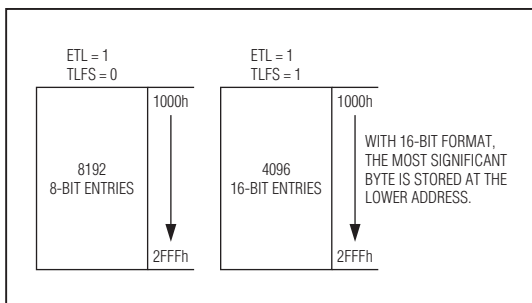 ETL = 1
TLFS = 0
1000h
8192
8-BIT ENTRIES
2FFFh
ETL = 1
TLFS = 1
1000h
4096
16-BIT ENTRIES
2FFFh
WITH 16-BIT FORMAT,
THE MOST SIGNIFICANT
BYTE IS STORED AT THE
LOWER ADDRESS.